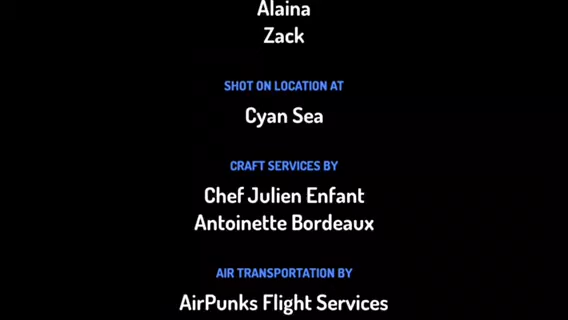 Alaina
Zack
SHOT ON LOCATION AT
Cyan Sea
CRAFT SERVICES BY
Chef Julien Enfant
Antoinette Bordeaux
AIR TRANSPORTATION BY
AirPunks Flight Services